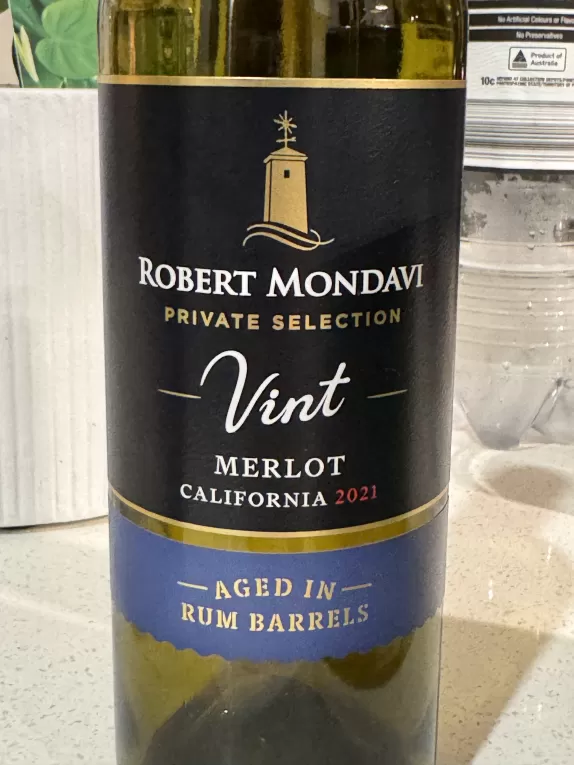 ROBERT MONDAVI
PRIVATE SELECTION
Vint
MERLOT
CALIFORNIA 2021
AGED IN
RUM BARRELS
No Artificial Colours or Flavours
No Preservatives
Product of
Australia
10c